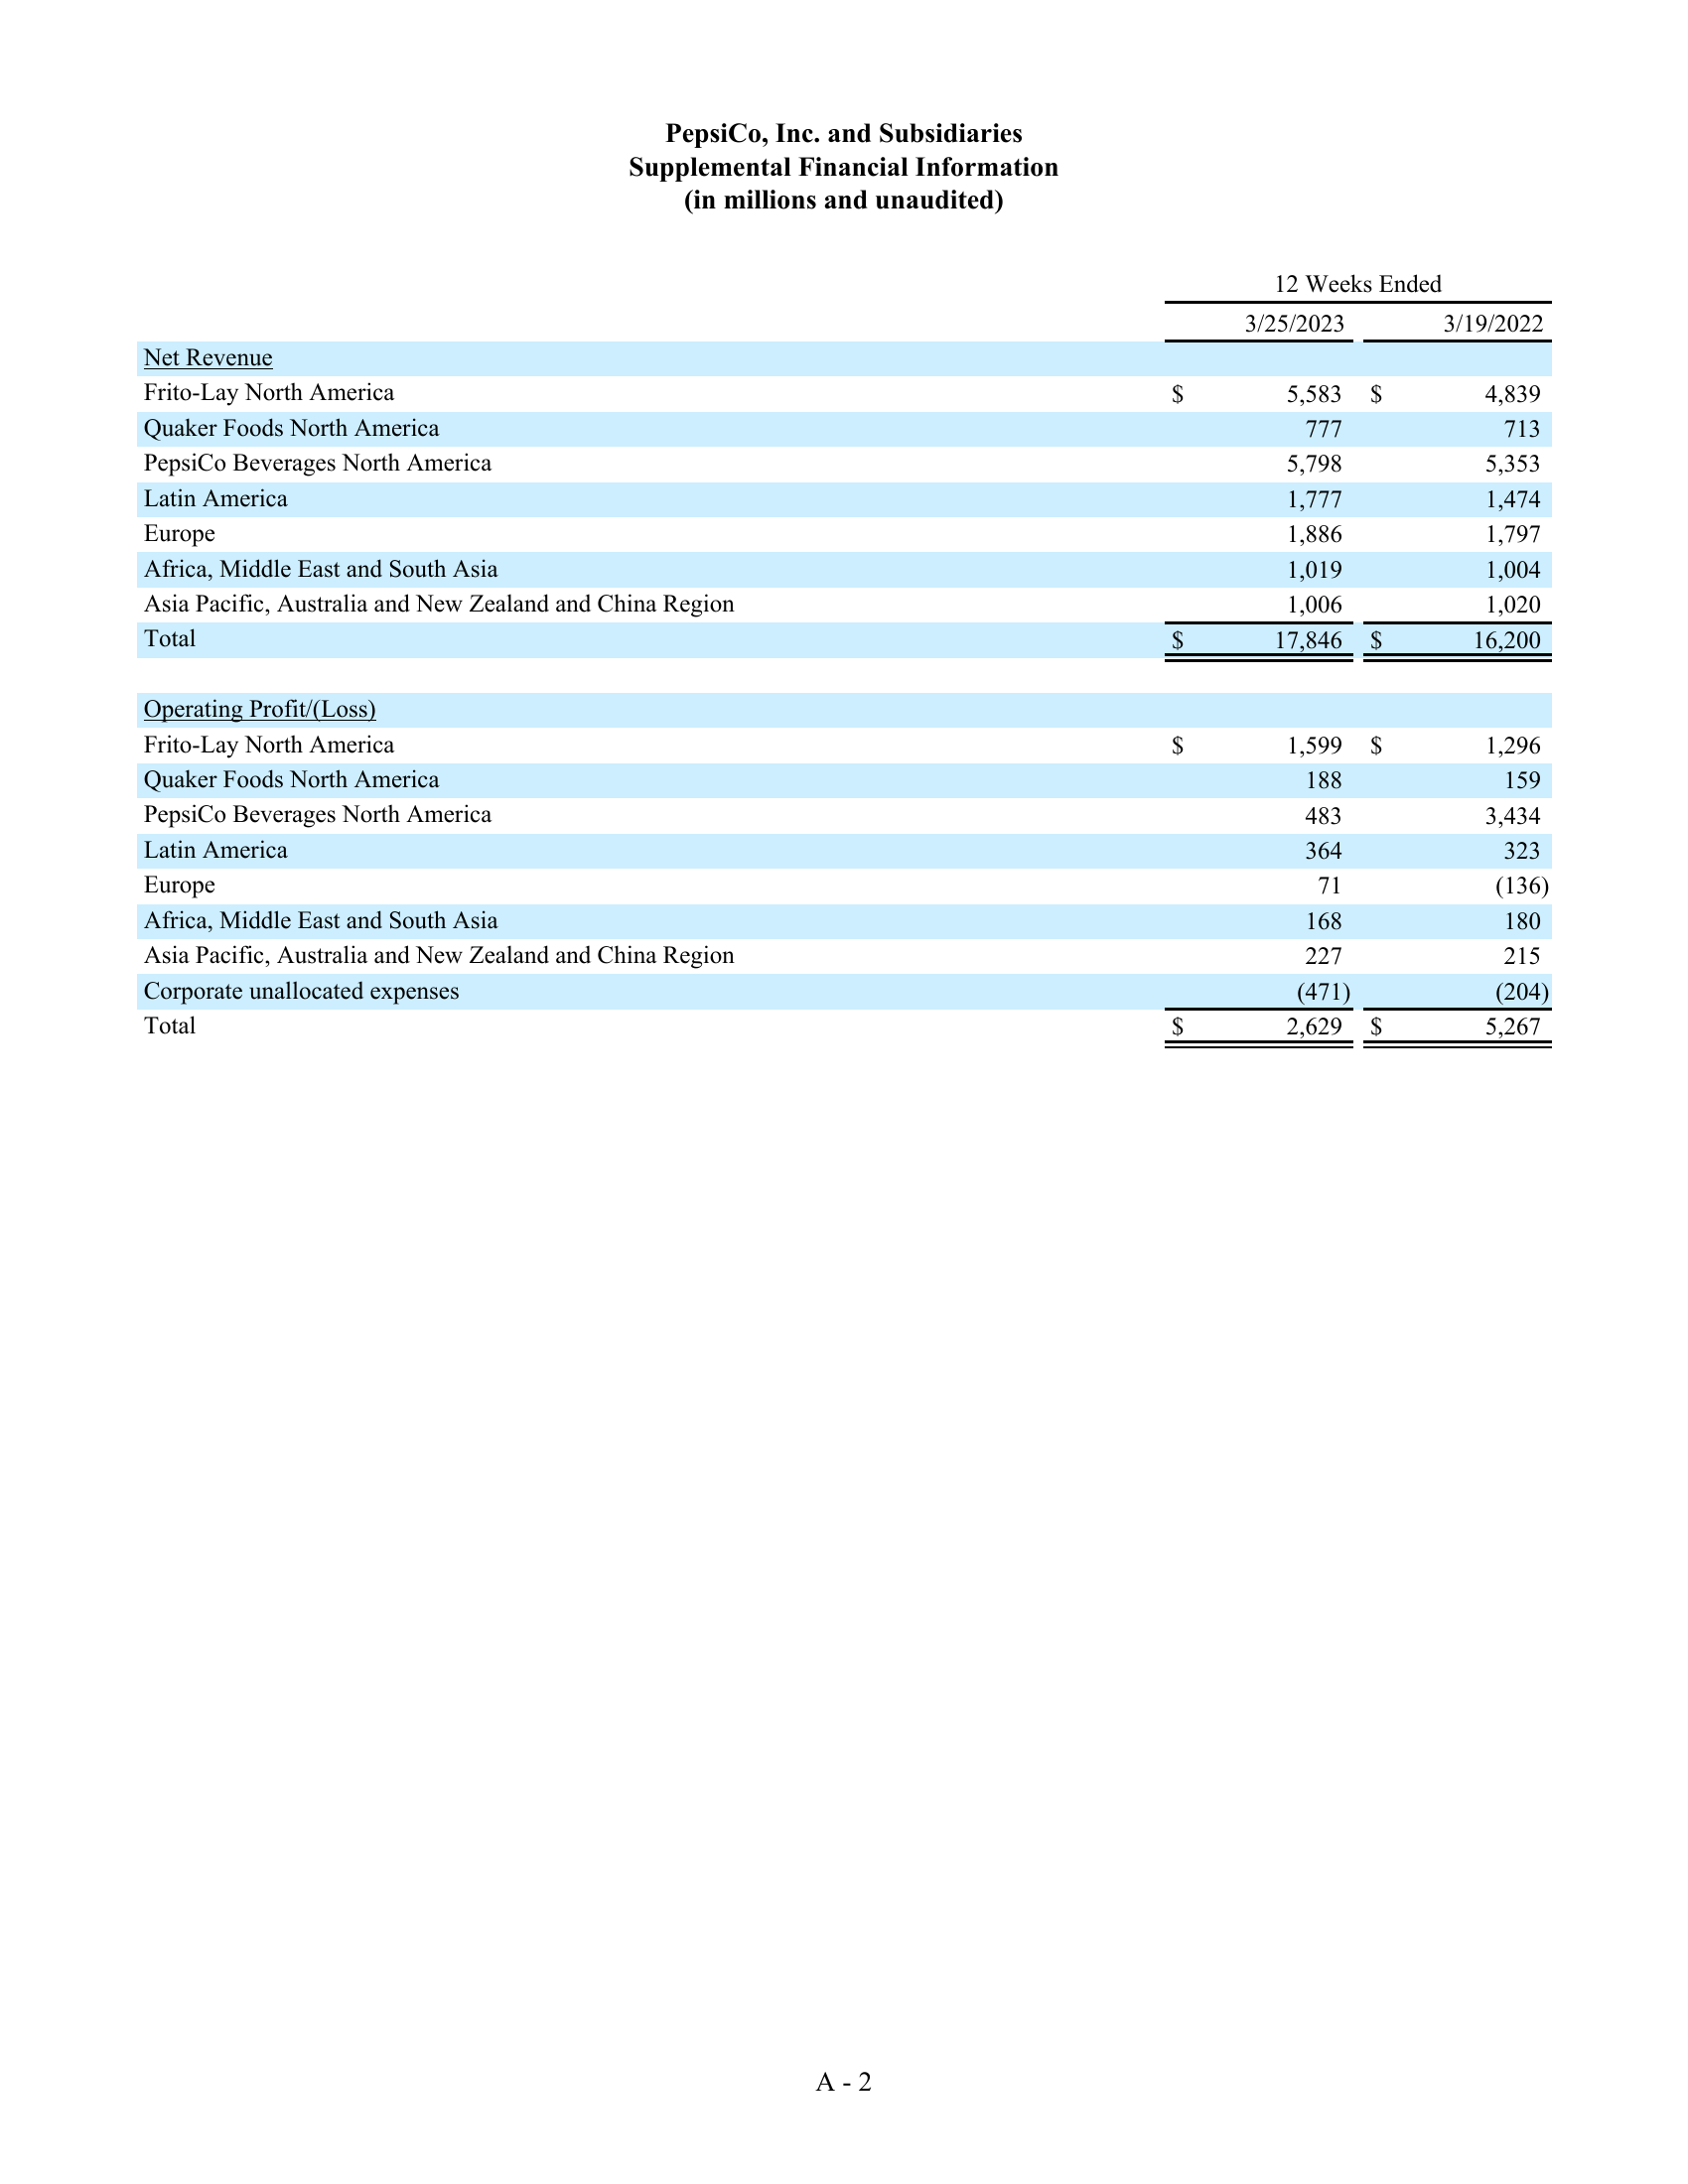 PepsiCo, Inc. and Subsidiaries
Supplemental Financial Information
(in millions and unaudited)
12 Weeks Ended
3/25/2023 3/19/2022
Net Revenue
Frito-Lay North America $ 5,583 $ 4,839
Quaker Foods North America 777 713
PepsiCo Beverages North America 5,798 5,353
Latin America 1,777 1,474
Europe 1,886 1,797
Africa, Middle East and South Asia 1,019 1,004
Asia Pacific, Australia and New Zealand and China Region 1,006 1,020
Total $ 17,846 $ 16,200
Operating Profit/(Loss)
Frito-Lay North America $ 1,599 $ 1,296
Quaker Foods North America 188 159
PepsiCo Beverages North America 483 3,434
Latin America 364 323
Europe 71 (136)
Africa, Middle East and South Asia 168 180
Asia Pacific, Australia and New Zealand and China Region 227 215
Corporate unallocated expenses (471) (204)
Total $ 2,629 $ 5,267
A - 2